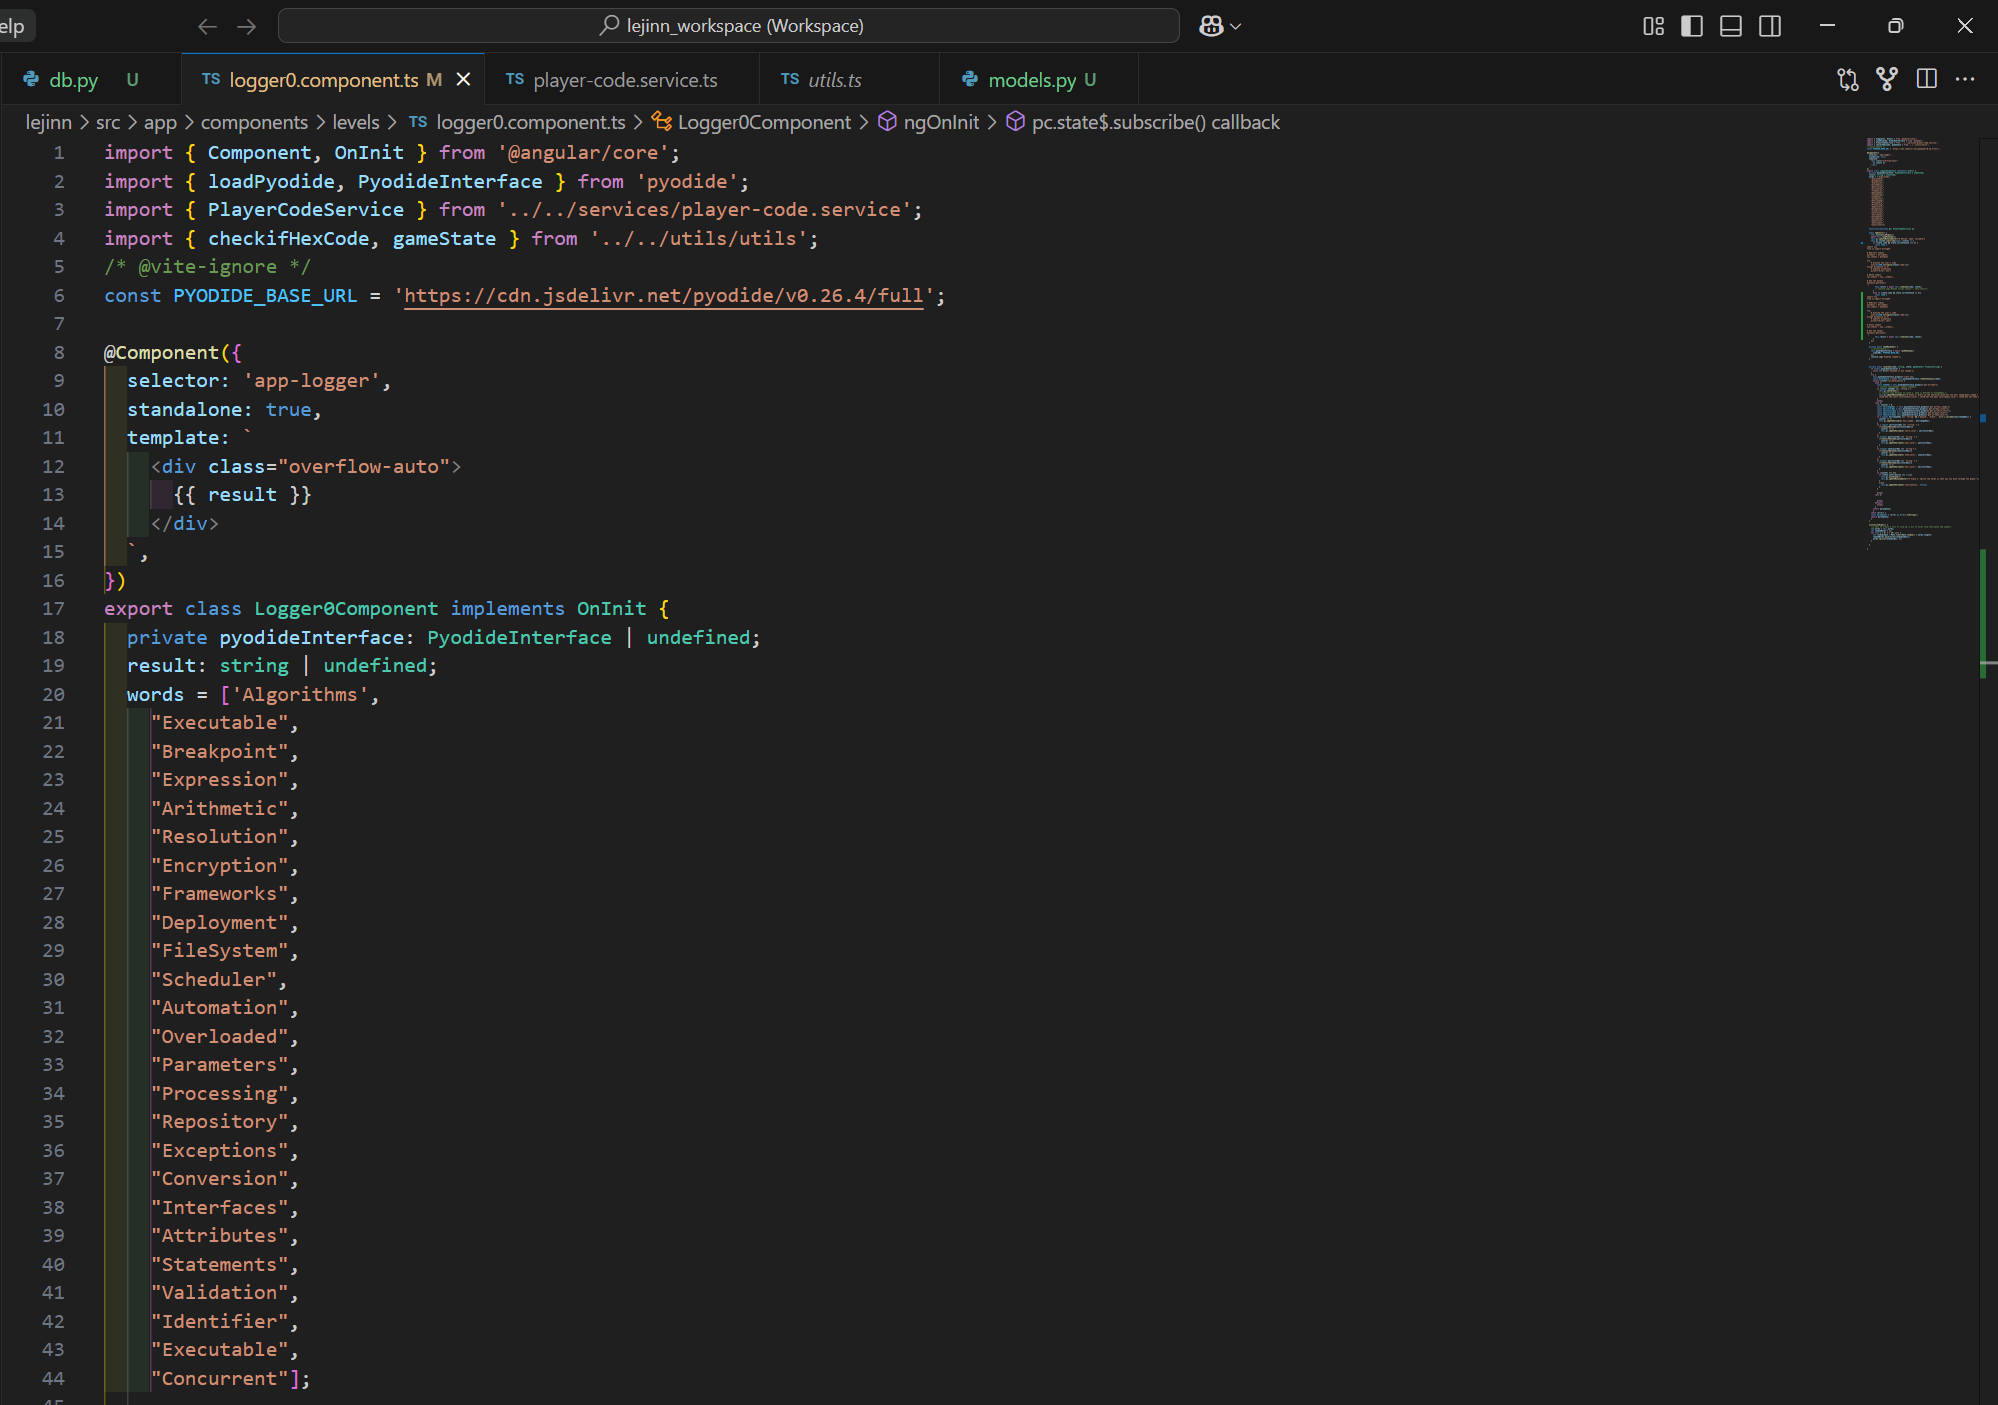 elp
lejinn_workspace (Workspace)
db.py U
TS logger0.component.ts M
TS player-code.service.ts
TS utils.ts
models.py U
lejinn > src > app > components > levels > TS logger0.component.ts > Logger0Component > ngOnInit > pc.state$.subscribe() callback
1 import { Component, OnInit } from '@angular/core';
2 import { loadPyodide, PyodideInterface } from 'pyodide';
3 import { PlayerCodeService } from '../../services/player-code.service';
4 import { checkifHexCode, gameState } from '../../utils/utils';
5 /* @vite-ignore */
6 const PYODIDE_BASE_URL = 'https://cdn.jsdelivr.net/pyodide/v0.26.4/full';
7
8 @Component({
9 selector: 'app-logger',
10 standalone: true,
11 template: `
12 <div class="overflow-auto">
13 {{ result }}
14 </div>
15 `,
16 })
17 export class Logger0Component implements OnInit {
18 private pyodideInterface: PyodideInterface | undefined;
19 result: string | undefined;
20 words = ['Algorithms',
21 "Executable",
22 "Breakpoint",
23 "Expression",
24 "Arithmetic",
25 "Resolution",
26 "Encryption",
27 "Frameworks",
28 "Deployment",
29 "FileSystem",
30 "Scheduler",
31 "Automation",
32 "Overloaded",
33 "Parameters",
34 "Processing",
35 "Repository",
36 "Exceptions",
37 "Conversion",
38 "Interfaces",
39 "Attributes",
40 "Statements",
41 "Validation",
42 "Identifier",
43 "Executable",
44 "Concurrent"];